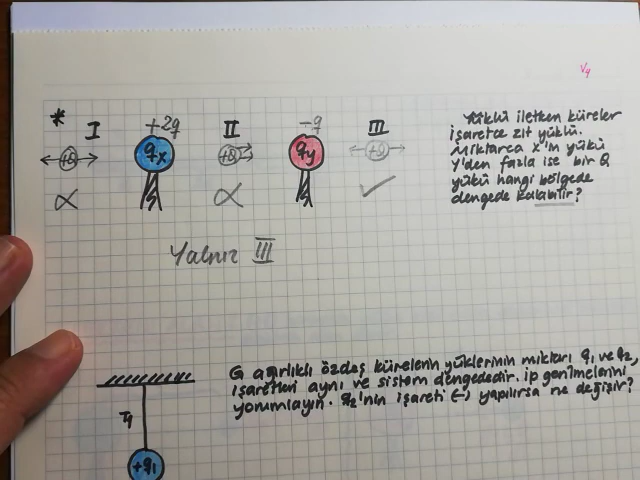 V4
* I +2q II -q III
+Q qx +Q qy +Q
Yüklü iletken küreler
işaretçe zıt yüklü.
Miktarca X'in yükü
Y'den fazla ise bir Q
yükü hangi bölgede
dengede kalabilir?
Yalnız III
G ağırlıklı özdeş kürelerin yüklerinin miktarı q1 ve q2,
işaretleri aynı ve sistem dengededir. ip gerilmelerini
yorumlayın. q2'nin işareti (-) yapılırsa ne değişir?
T1
+q1